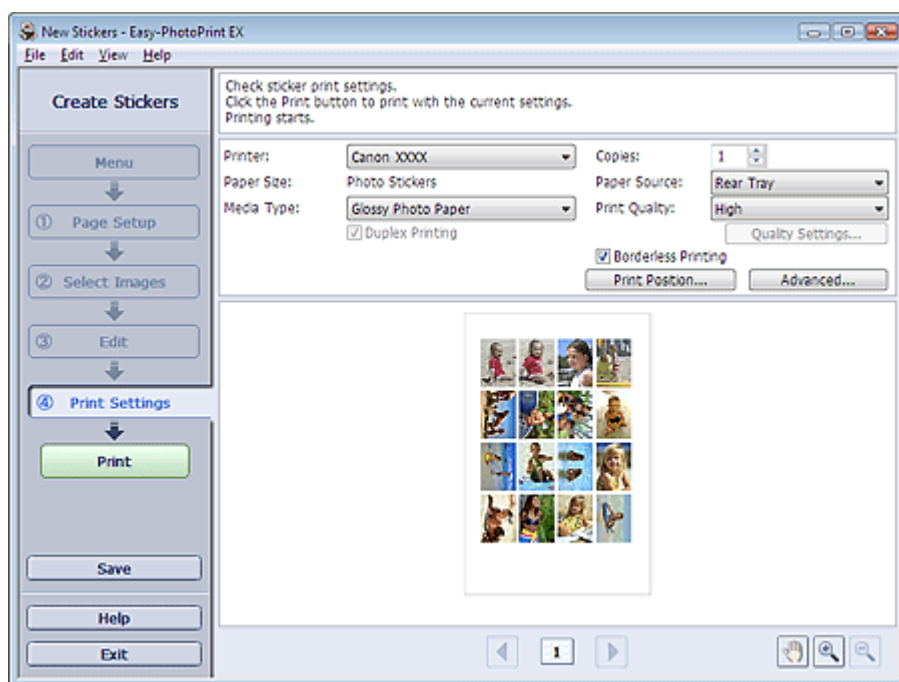 New Stickers - Easy-PhotoPrint EX
File Edit View Help
Create Stickers
Menu
① Page Setup
② Select Images
③ Edit
④ Print Settings
Print
Save
Help
Exit
Check sticker print settings.
Click the Print button to print with the current settings.
Printing starts.
Printer: Canon XXXX Copies: 1
Paper Size: Photo Stickers Paper Source: Rear Tray
Media Type: Glossy Photo Paper Print Quality: High
Duplex Printing Quality Settings...
Borderless Printing
Print Position... Advanced...
1